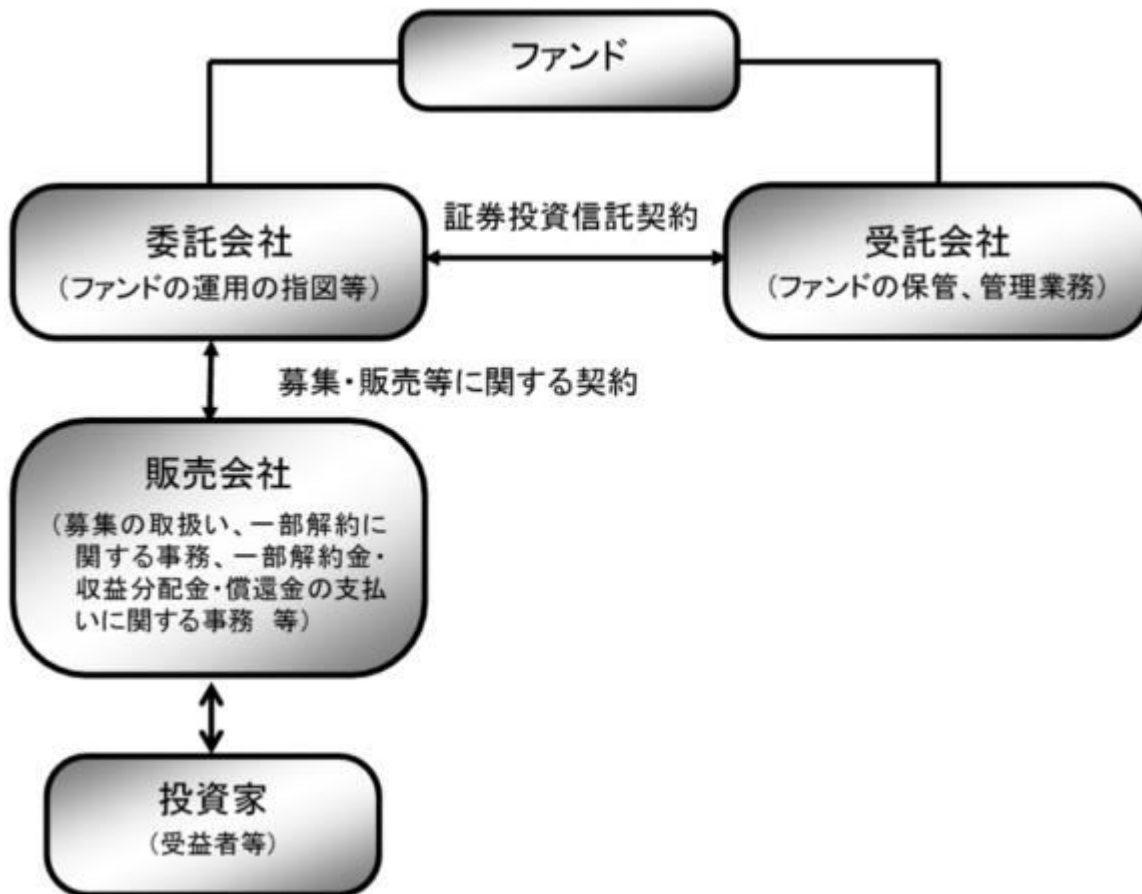 ファンド
委託会社
（ファンドの運用の指図等）
証券投資信託契約
受託会社
（ファンドの保管、管理業務）
募集・販売等に関する契約
販売会社
（募集の取扱い、一部解約に
関する事務、一部解約金・
収益分配金・償還金の支払
いに関する事務　等）
投資家
（受益者等）